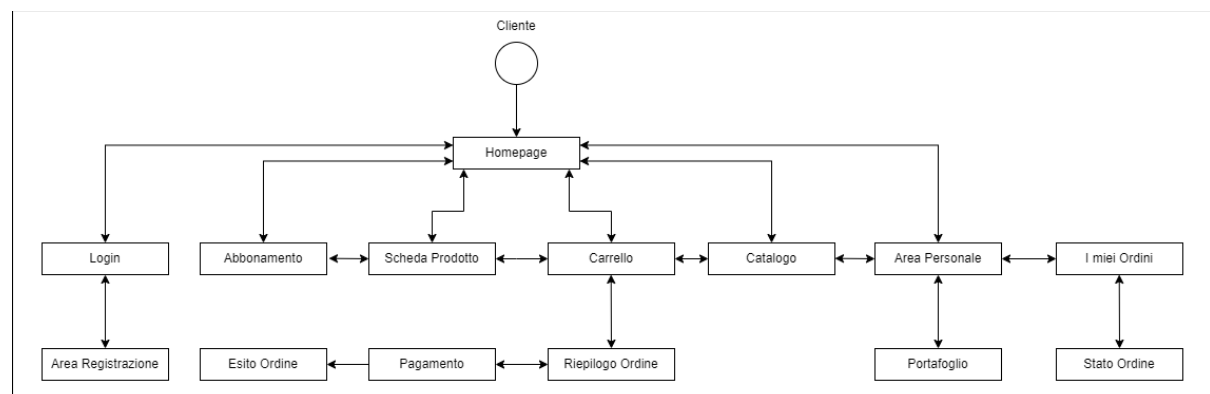 Cliente
Homepage
Login
Abbonamento
Scheda Prodotto
Carrello
Catalogo
Area Personale
I miei Ordini
Area Registrazione
Esito Ordine
Pagamento
Riepilogo Ordine
Portafoglio
Stato Ordine